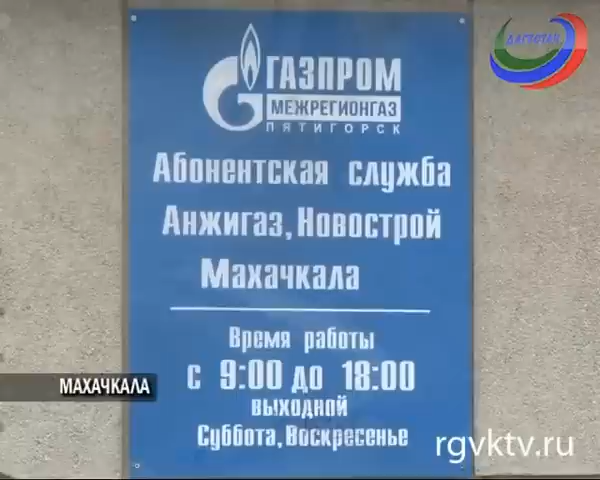 ГАЗПРОМ
МЕЖРЕГИОНГАЗ
ПЯТИГОРСК
ДАГЕСТАН
Абонентская служба
Анжигаз, Новострой
Махачкала
Время работы
с 9:00 до 18:00
выходной
Суббота, Воскресенье
МАХАЧКАЛА
rgvktv.ru